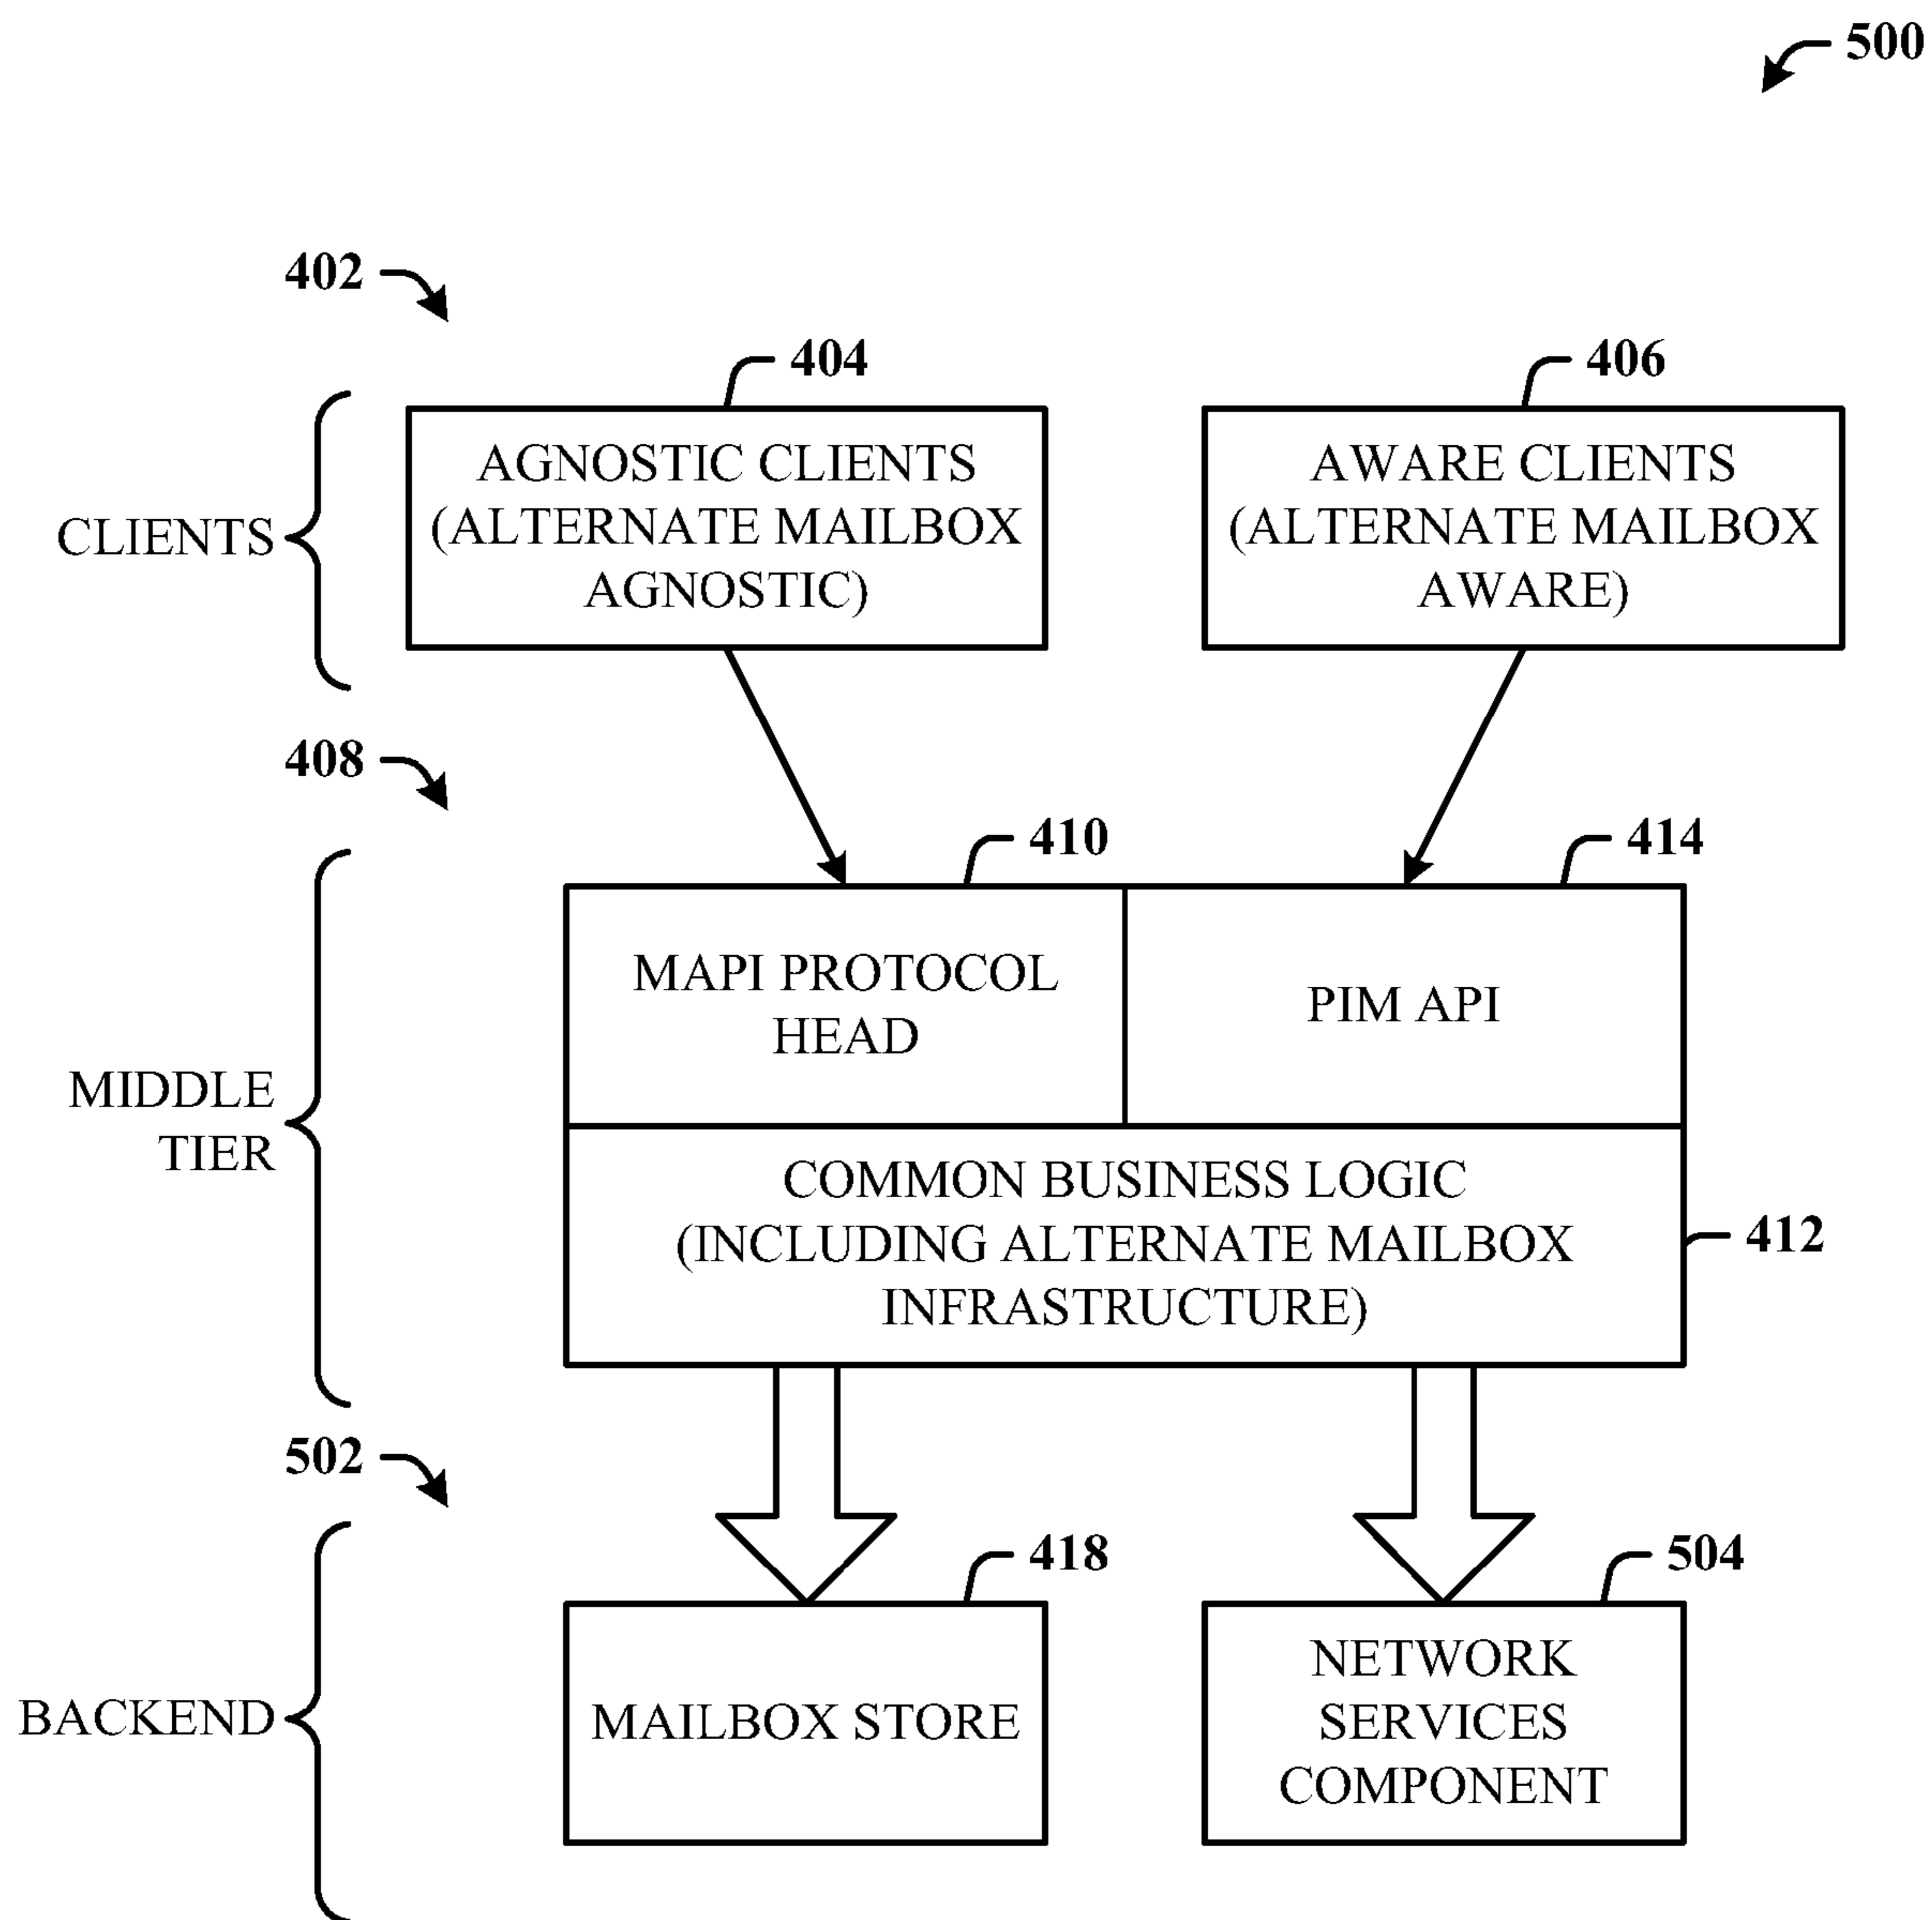 500
402
404
406
AGNOSTIC CLIENTS
(ALTERNATE MAILBOX
AGNOSTIC)
AWARE CLIENTS
(ALTERNATE MAILBOX
AWARE)
CLIENTS
408
410
414
MAPI PROTOCOL
HEAD
PIM API
MIDDLE
TIER
COMMON BUSINESS LOGIC
(INCLUDING ALTERNATE MAILBOX
INFRASTRUCTURE)
412
502
418
504
BACKEND
MAILBOX STORE
NETWORK
SERVICES
COMPONENT